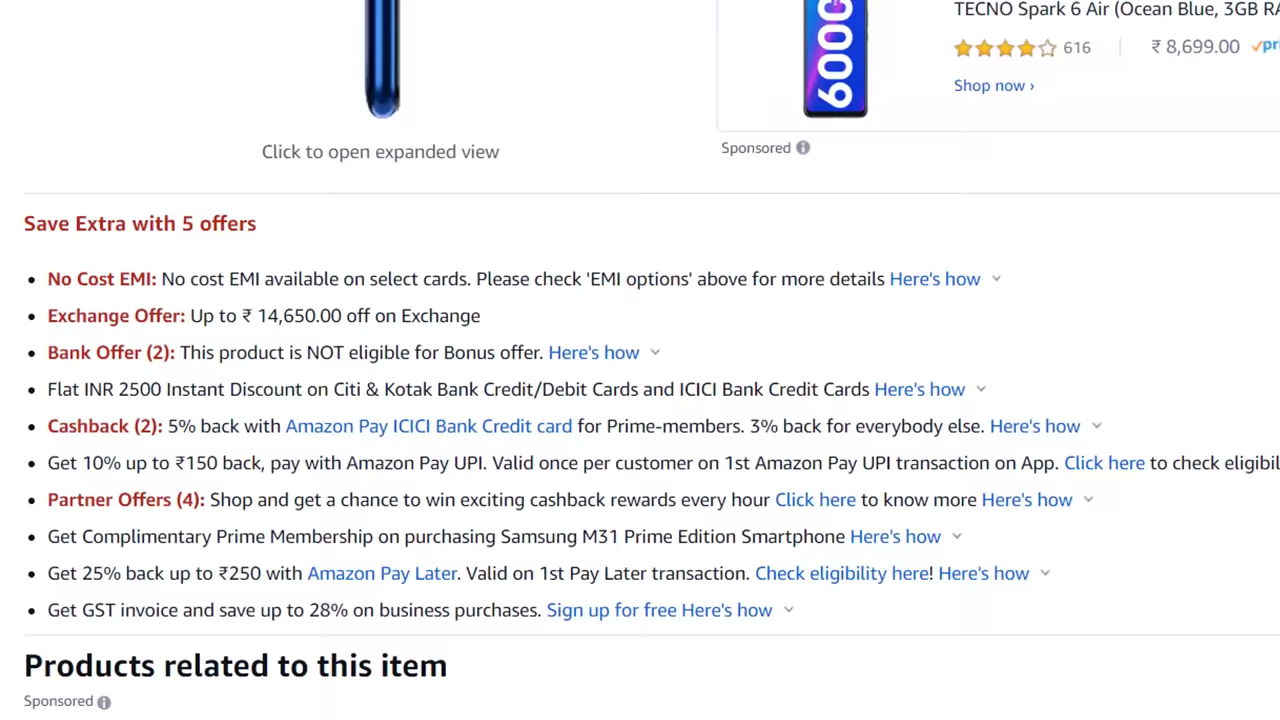 TECNO Spark 6 Air (Ocean Blue, 3GB
616 | ₹ 8,699.00
Shop now ›
6000
Click to open expanded view
Sponsored
Save Extra with 5 offers
No Cost EMI: No cost EMI available on select cards. Please check 'EMI options' above for more details Here's how
Exchange Offer: Up to ₹ 14,650.00 off on Exchange
Bank Offer (2): This product is NOT eligible for Bonus offer. Here's how
Flat INR 2500 Instant Discount on Citi & Kotak Bank Credit/Debit Cards and ICICI Bank Credit Cards Here's how
Cashback (2): 5% back with Amazon Pay ICICI Bank Credit card for Prime-members. 3% back for everybody else. Here's how
Get 10% up to ₹150 back, pay with Amazon Pay UPI. Valid once per customer on 1st Amazon Pay UPI transaction on App. Click here to check
Partner Offers (4): Shop and get a chance to win exciting cashback rewards every hour Click here to know more Here's how
Get Complimentary Prime Membership on purchasing Samsung M31 Prime Edition Smartphone Here's how
Get 25% back up to ₹250 with Amazon Pay Later. Valid on 1st Pay Later transaction. Check eligibility here! Here's how
Get GST invoice and save up to 28% on business purchases. Sign up for free Here's how
Products related to this item
Sponsored